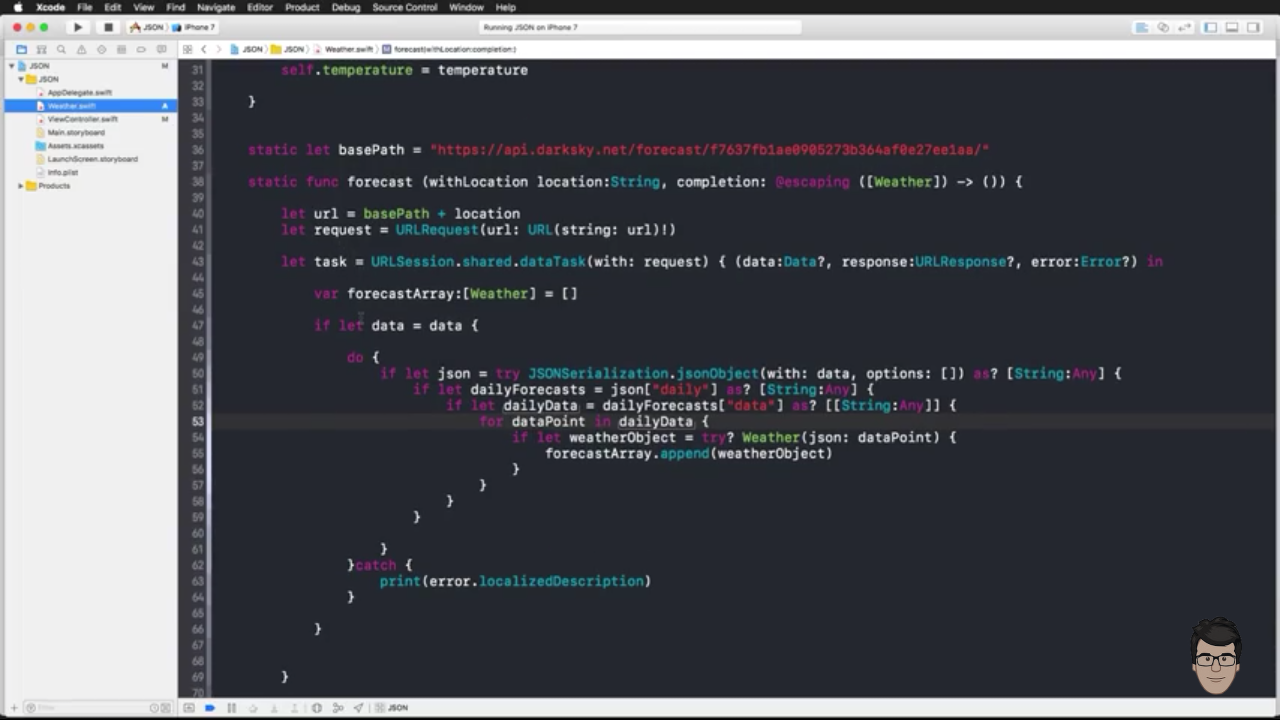 Xcode File Edit View Find Navigate Editor Product Debug Source Control Window Help
JSON iPhone 7 Running JSON on iPhone 7
JSON JSON Weather.swift M forecast(withLocation:completion:)
JSON M
JSON
AppDelegate.swift
Weather.swift A
ViewController.swift M
Main.storyboard
Assets.xcassets
LaunchScreen.storyboard
Info.plist
Products
31 self.temperature = temperature
32
33 }
34
35
36 static let basePath = "https://api.darksky.net/forecast/f7637fb1ae0905273b364af0e27ee1aa/"
37
38 static func forecast (withLocation location:String, completion: @escaping ([Weather]) -> ()) {
39
40 let url = basePath + location
41 let request = URLRequest(url: URL(string: url)!)
42
43 let task = URLSession.shared.dataTask(with: request) { (data:Data?, response:URLResponse?, error:Error?) in
44
45 var forecastArray:[Weather] = []
46
47 if let data = data {
48
49 do {
50 if let json = try JSONSerialization.jsonObject(with: data, options: []) as? [String:Any] {
51 if let dailyForecasts = json["daily"] as? [String:Any] {
52 if let dailyData = dailyForecasts["data"] as? [[String:Any]] {
53 for dataPoint in dailyData {
54 if let weatherObject = try? Weather(json: dataPoint) {
55 forecastArray.append(weatherObject)
56 }
57 }
58 }
59 }
60
61 }
62 }catch {
63 print(error.localizedDescription)
64 }
65
66 }
67
68
69 }
70
Filter JSON